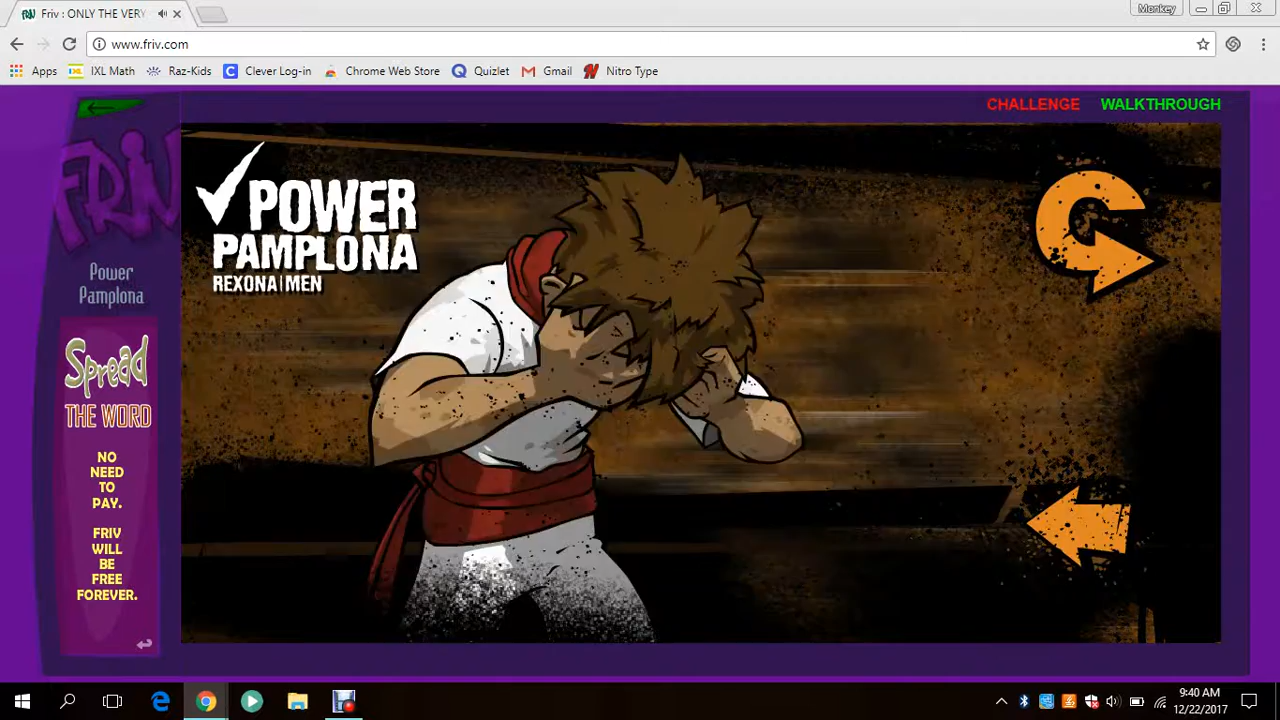 Friv : ONLY THE VERY
Monkey
www.friv.com
Apps IXL Math Raz-Kids Clever Log-in Chrome Web Store Quizlet Gmail Nitro Type
CHALLENGE WALKTHROUGH
FRIV
POWER
PAMPLONA
REXONA|MEN
Power
Pamplona
Spread
THE WORD
NO
NEED
TO
PAY.
FRIV
WILL
BE
FREE
FOREVER.
9:40 AM
12/22/2017